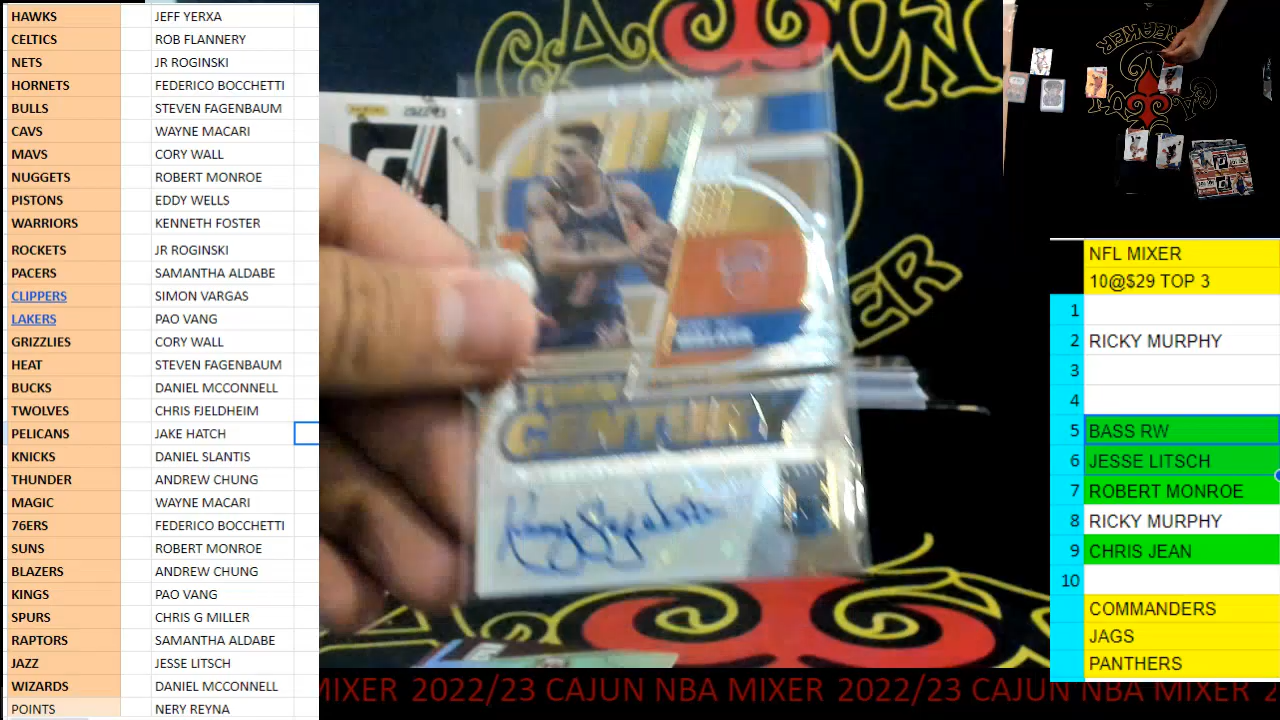 HAWKS JEFF YERXA
CELTICS ROB FLANNERY
NETS JR ROGINSKI
HORNETS FEDERICO BOCCHETTI
BULLS STEVEN FAGENBAUM
CAVS WAYNE MACARI
MAVS CORY WALL
NUGGETS ROBERT MONROE
PISTONS EDDY WELLS
WARRIORS KENNETH FOSTER
ROCKETS JR ROGINSKI
PACERS SAMANTHA ALDABE
CLIPPERS SIMON VARGAS
LAKERS PAO VANG
GRIZZLIES CORY WALL
HEAT STEVEN FAGENBAUM
BUCKS DANIEL MCCONNELL
TWOLVES CHRIS FJELDHEIM
PELICANS JAKE HATCH
KNICKS DANIEL SLANTIS
THUNDER ANDREW CHUNG
MAGIC WAYNE MACARI
76ERS FEDERICO BOCCHETTI
SUNS ROBERT MONROE
BLAZERS ANDREW CHUNG
KINGS PAO VANG
SPURS CHRIS G MILLER
RAPTORS SAMANTHA ALDABE
JAZZ JESSE LITSCH
WIZARDS DANIEL MCCONNELL
POINTS NERY REYNA
CENTURY
NFL MIXER
10@$29 TOP 3
1
2 RICKY MURPHY
3
4
5 BASS RW
6 JESSE LITSCH
7 ROBERT MONROE
8 RICKY MURPHY
9 CHRIS JEAN
10
COMMANDERS
JAGS
PANTHERS
MIXER 2022/23 CAJUN NBA MIXER 2022/23 CAJUN NBA MIXER 2